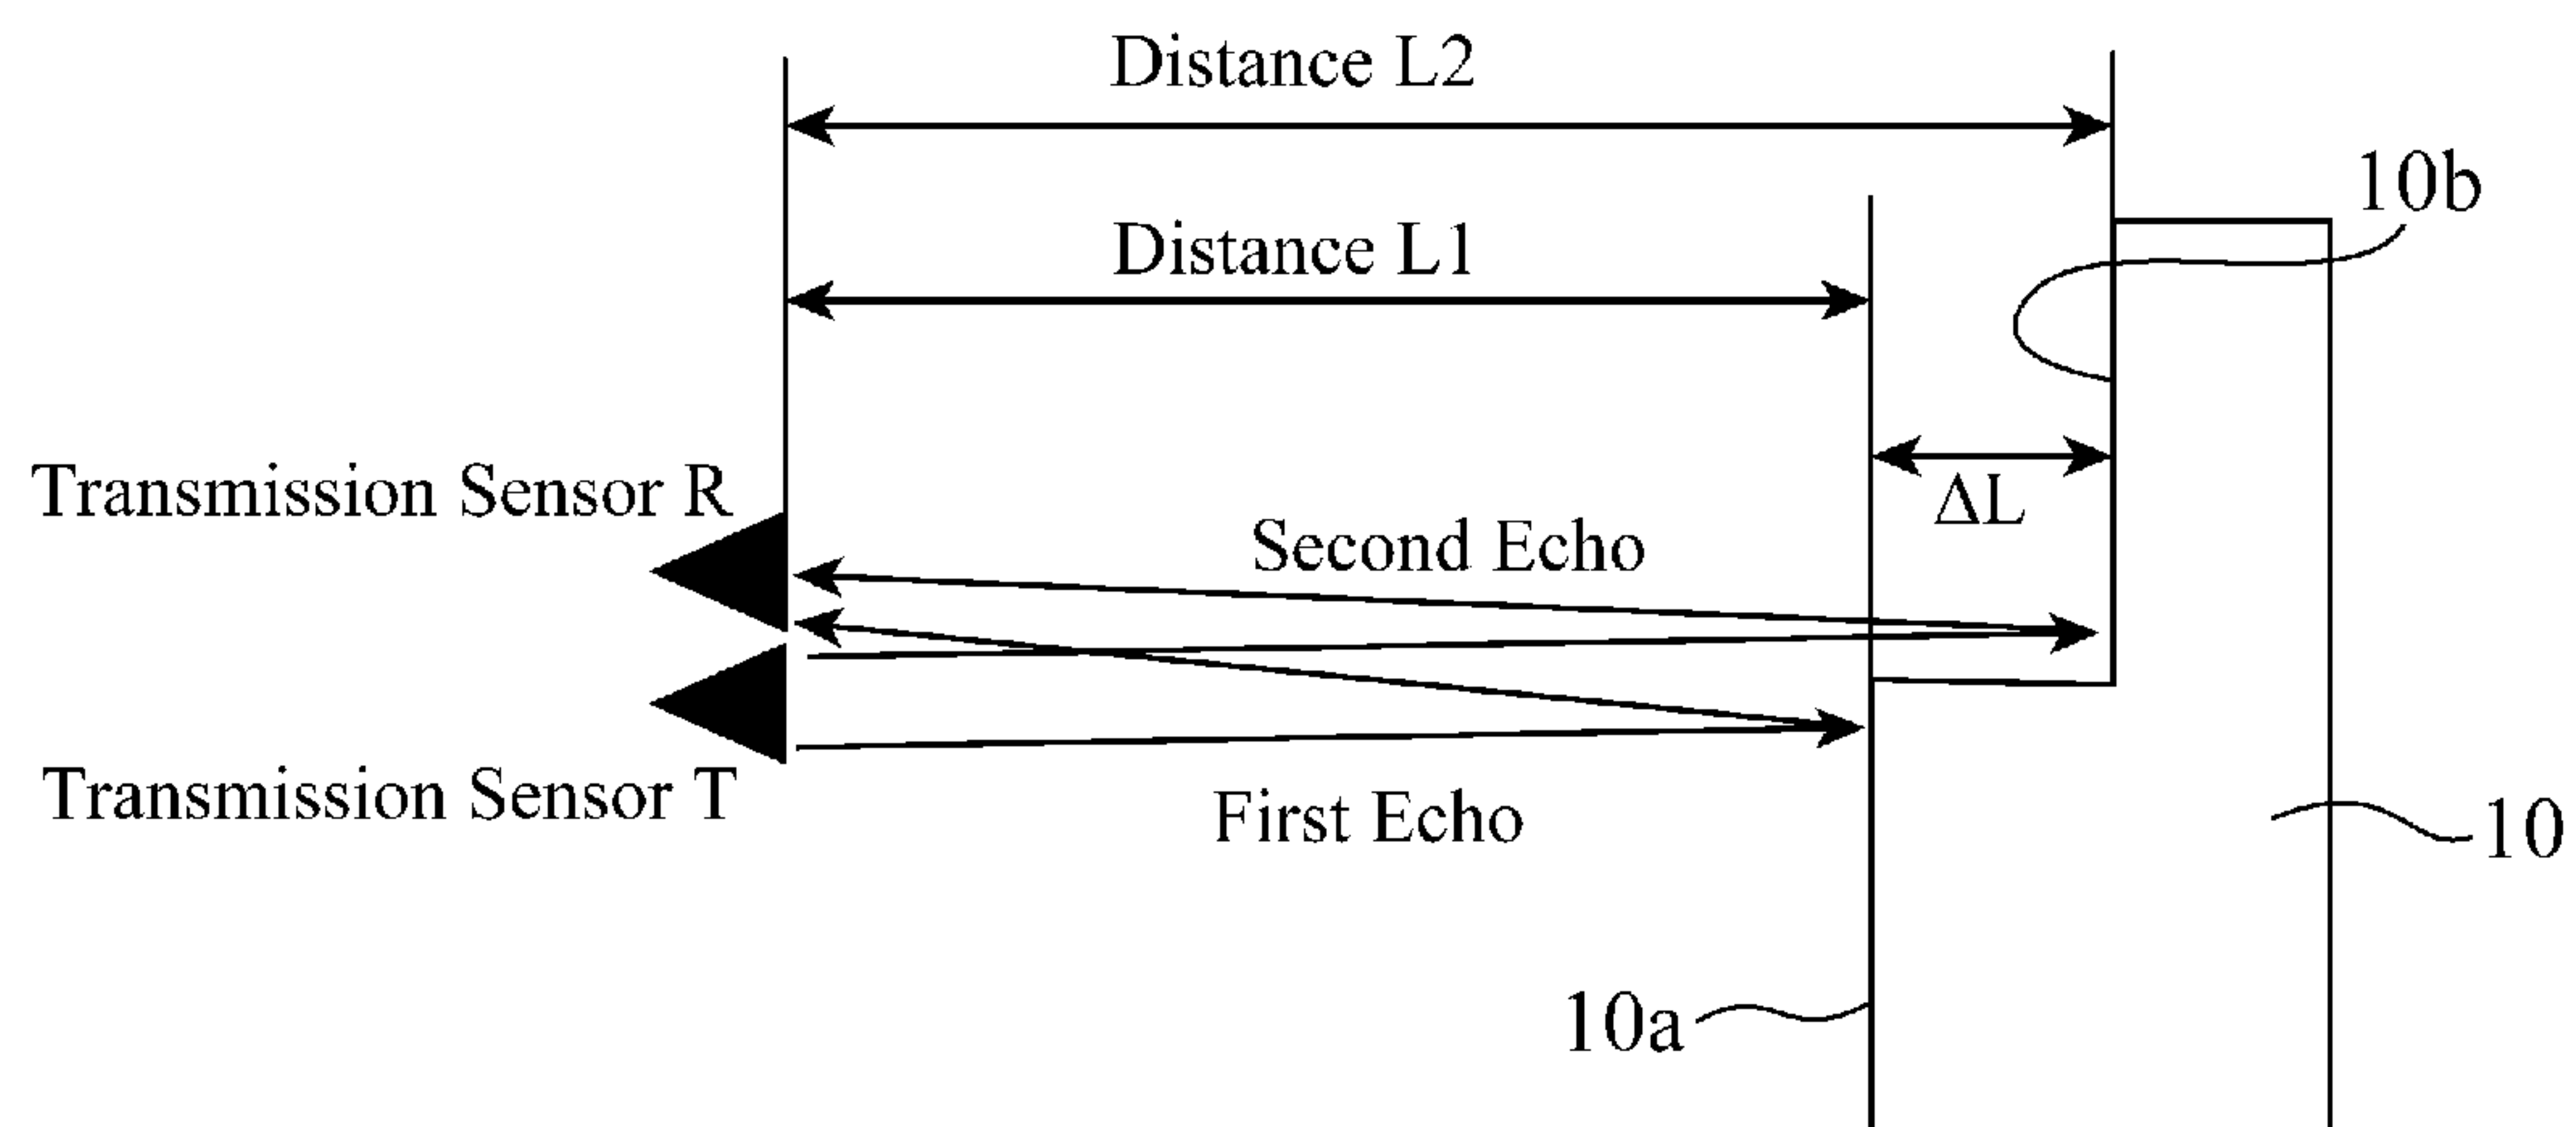 Distance L2
10b
Distance L1
Transmission Sensor R
ΔL
Second Echo
Transmission Sensor T
First Echo
10
10a